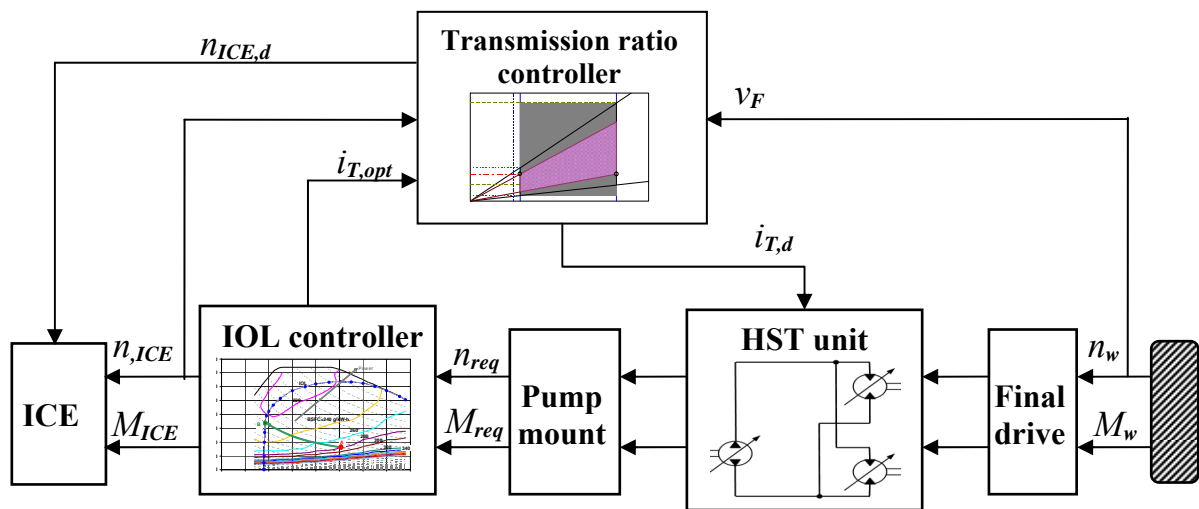 Transmission ratio
controller
n_ICE,d
v_F
i_T,opt
i_T,d
IOL controller
HST unit
n_,ICE
n_req
n_w
ICE
Pump
mount
Final
drive
M_ICE
M_req
M_w